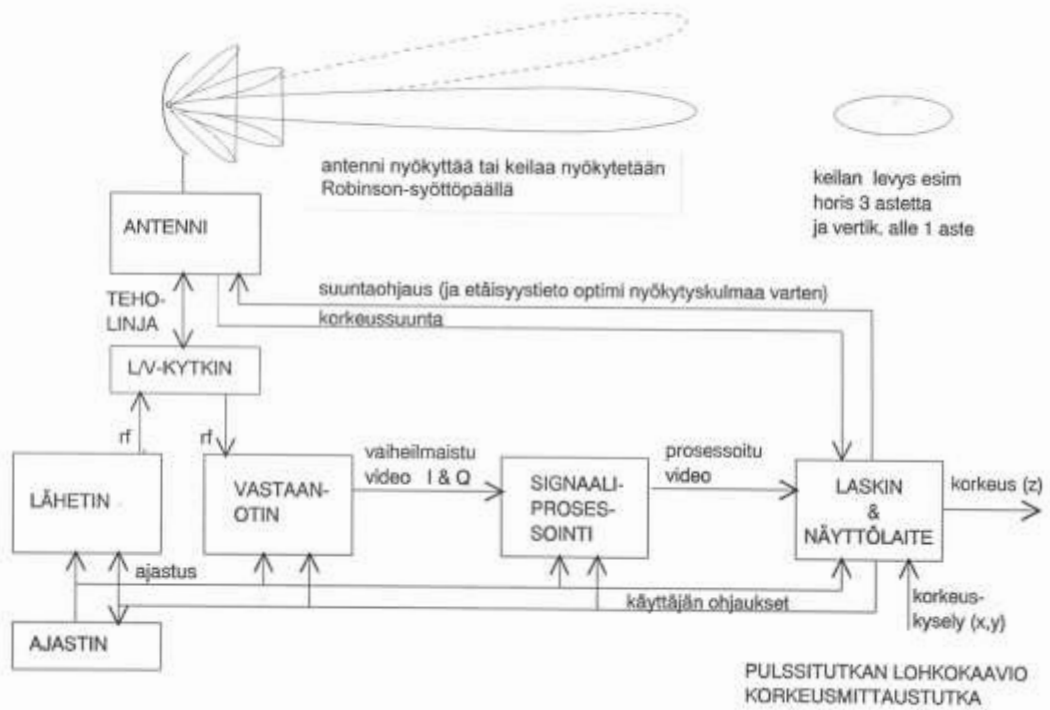 antenni nyökyttää tai keilaa nyökytetään
Robinson-syöttöpäällä
keilan levys esim
horis 3 astetta
ja vertik. alle 1 aste
ANTENNI
TEHO-
LINJA
suuntaohjaus (ja etäisyystieto optimi nyökytyskulmaa varten)
korkeussuunta
L/V-KYTKIN
rf
rf
vaiheilmaistu
video I & Q
prosessoitu
video
LÄHETIN
VASTAAN-
OTIN
SIGNAALI-
PROSES-
SOINTI
LASKIN
&
NÄYTTÖLAITE
korkeus (z)
ajastus
käyttäjän ohjaukset
korkeus-
kysely (x,y)
AJASTIN
PULSSITUTKAN LOHKOKAAVIO
KORKEUSMITTAUSTUTKA